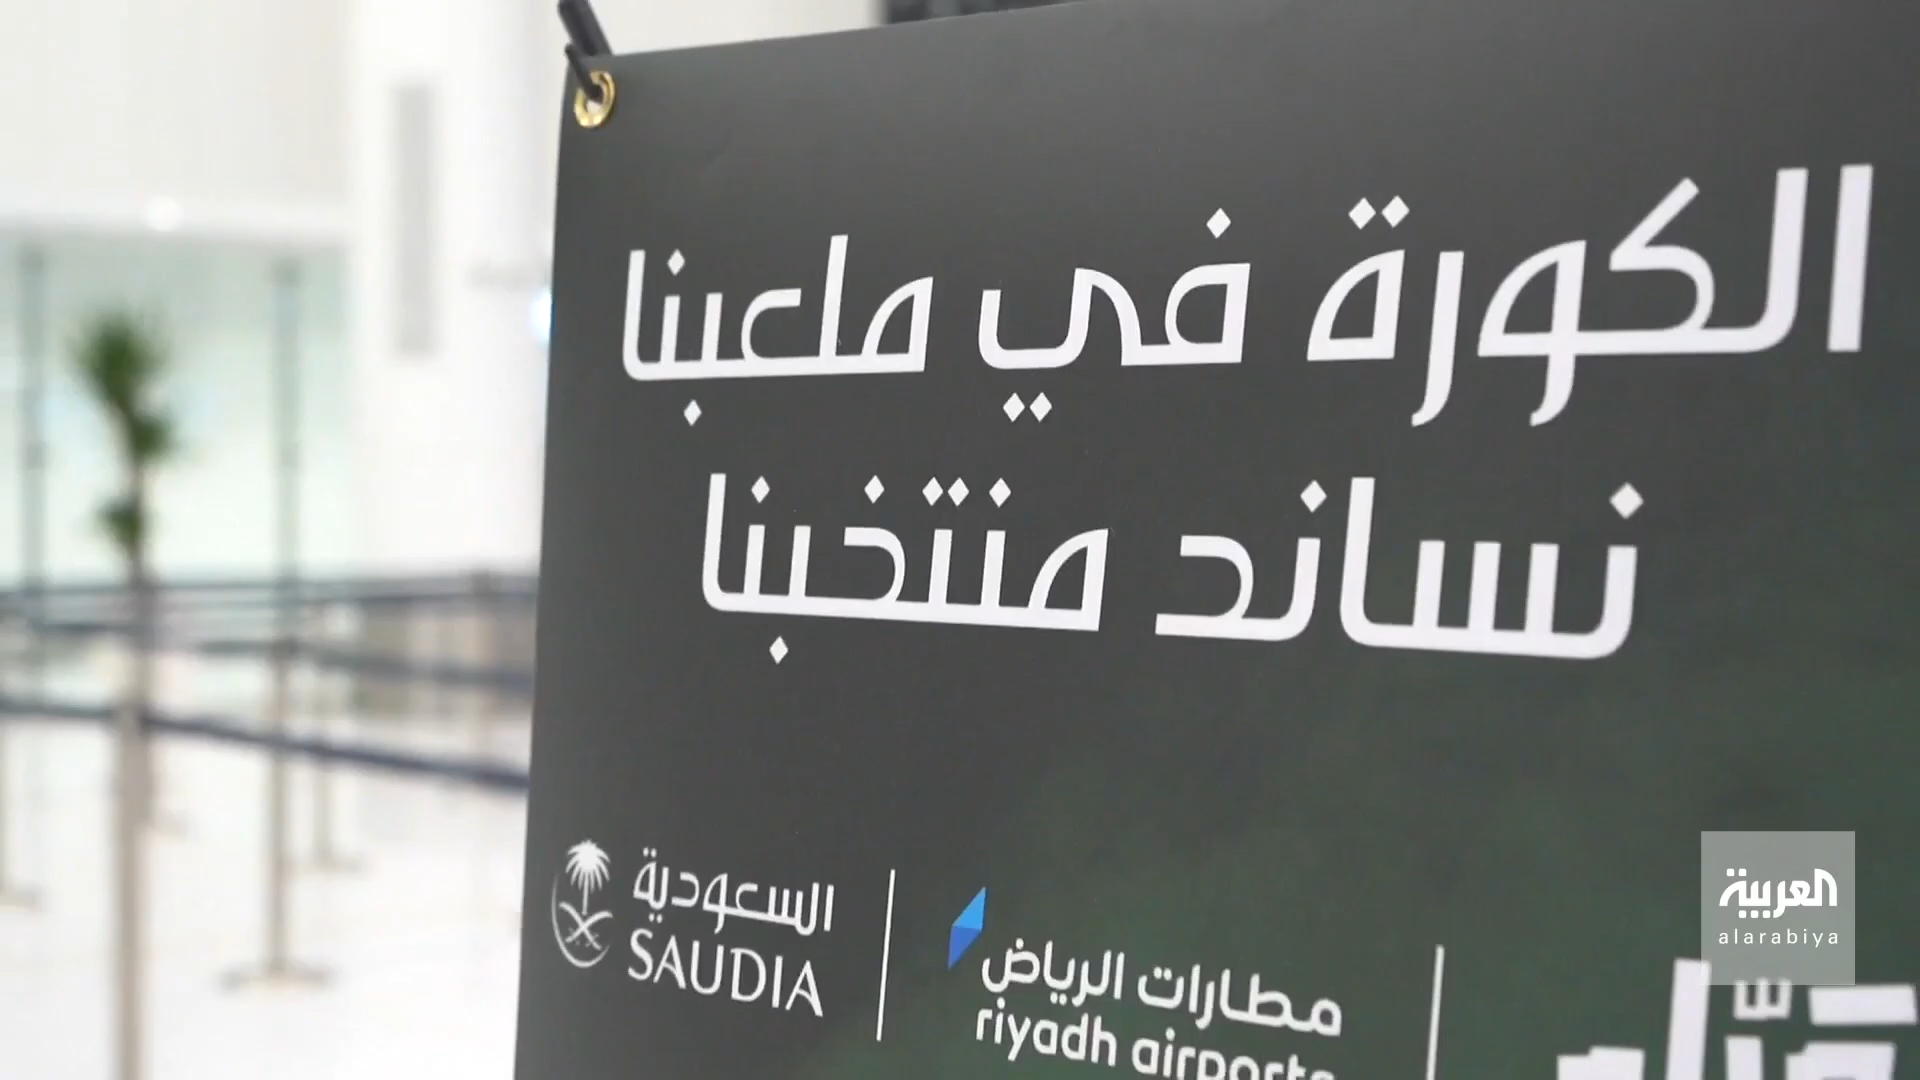 الكورة في ملعبنا
نساند منتخبنا
السعودية
SAUDIA
مطارات الرياض
riyadh airports
العربية
alarabiya